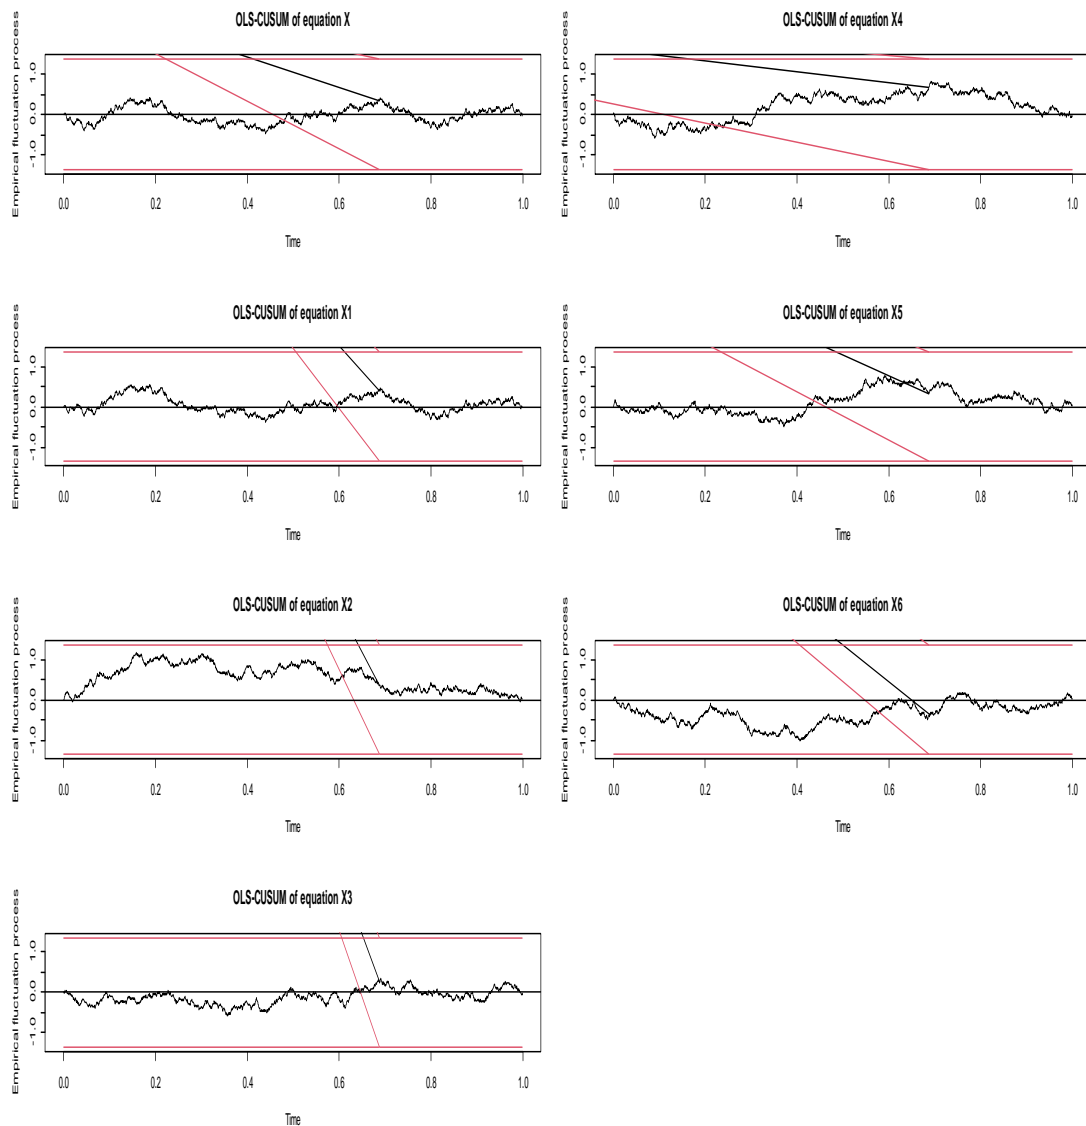 OLS-CUSUM of equation X
Empirical fluctuation process
1.0
0.0
-1.0
0.0 0.2 0.4 0.6 0.8 1.0
Time
OLS-CUSUM of equation X1
Empirical fluctuation process
1.0
0.0
-1.0
0.0 0.2 0.4 0.6 0.8 1.0
Time
OLS-CUSUM of equation X2
Empirical fluctuation process
1.0
0.0
-1.0
0.0 0.2 0.4 0.6 0.8 1.0
Time
OLS-CUSUM of equation X3
Empirical fluctuation process
1.0
0.0
-1.0
0.0 0.2 0.4 0.6 0.8 1.0
Time
OLS-CUSUM of equation X4
Empirical fluctuation process
1.0
0.0
-1.0
0.0 0.2 0.4 0.6 0.8 1.0
Time
OLS-CUSUM of equation X5
Empirical fluctuation process
1.0
0.0
-1.0
0.0 0.2 0.4 0.6 0.8 1.0
Time
OLS-CUSUM of equation X6
Empirical fluctuation process
1.0
0.0
-1.0
0.0 0.2 0.4 0.6 0.8 1.0
Time